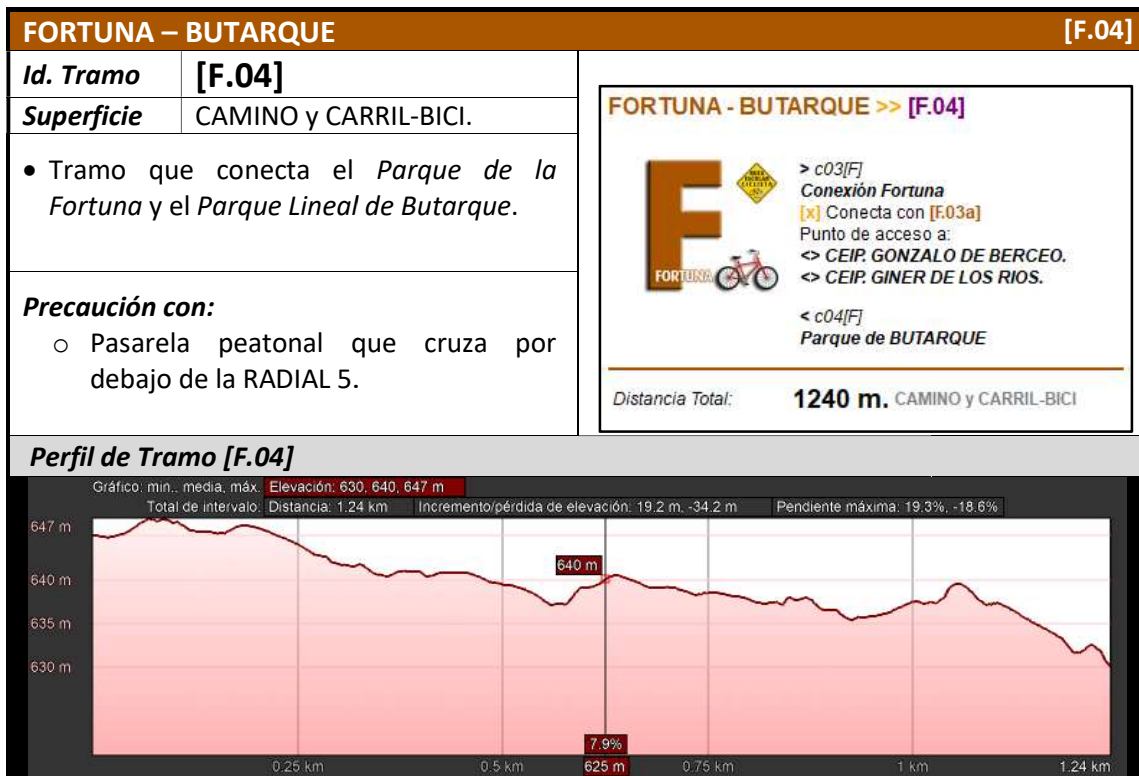 FORTUNA – BUTARQUE [F.04]
Id. Tramo [F.04]
Superficie CAMINO y CARRIL-BICI.
• Tramo que conecta el Parque de la
Fortuna y el Parque Lineal de Butarque.
Precaución con:
o Pasarela peatonal que cruza por
debajo de la RADIAL 5.
FORTUNA - BUTARQUE >> [F.04]
FORTUNA
> c03[F]
Conexión Fortuna
[x] Conecta con [F.03a]
Punto de acceso a:
<> CEIP. GONZALO DE BERCEO.
<> CEIP. GINER DE LOS RIOS.
< c04[F]
Parque de BUTARQUE
Distancia Total: 1240 m. CAMINO y CARRIL-BICI
Perfil de Tramo [F.04]
Gráfico: min., media, máx. Elevación: 630, 640, 647 m
Total de intervalo: Distancia: 1.24 km Incremento/pérdida de elevación: 19.2 m, -34.2 m Pendiente máxima: 19.3%, -18.6%
647 m
640 m
640 m
635 m
630 m
7.9%
0.25 km 0.5 km 625 m 0.75 km 1 km 1.24 km